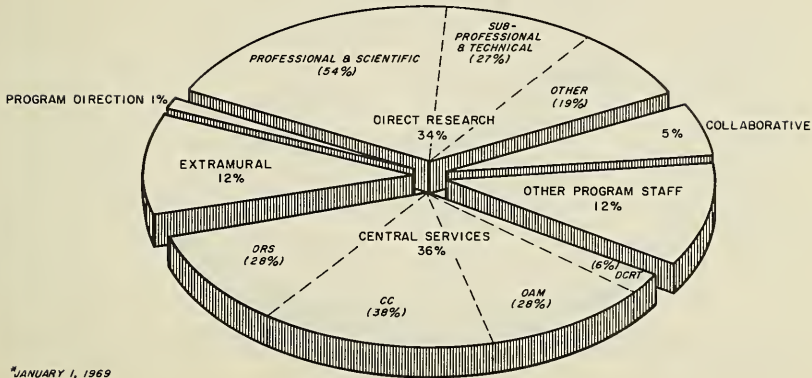 SUB-
PROFESSIONAL
& TECHNICAL
(27%)
PROFESSIONAL & SCIENTIFIC
(54%)
OTHER
(19%)
PROGRAM DIRECTION 1%
DIRECT RESEARCH
34%
COLLABORATIVE
5%
EXTRAMURAL
12%
OTHER PROGRAM STAFF
12%
CENTRAL SERVICES
36%
DRS
(28%)
CC
(38%)
OAM
(28%)
(6%)
DCRT
*JANUARY 1, 1969